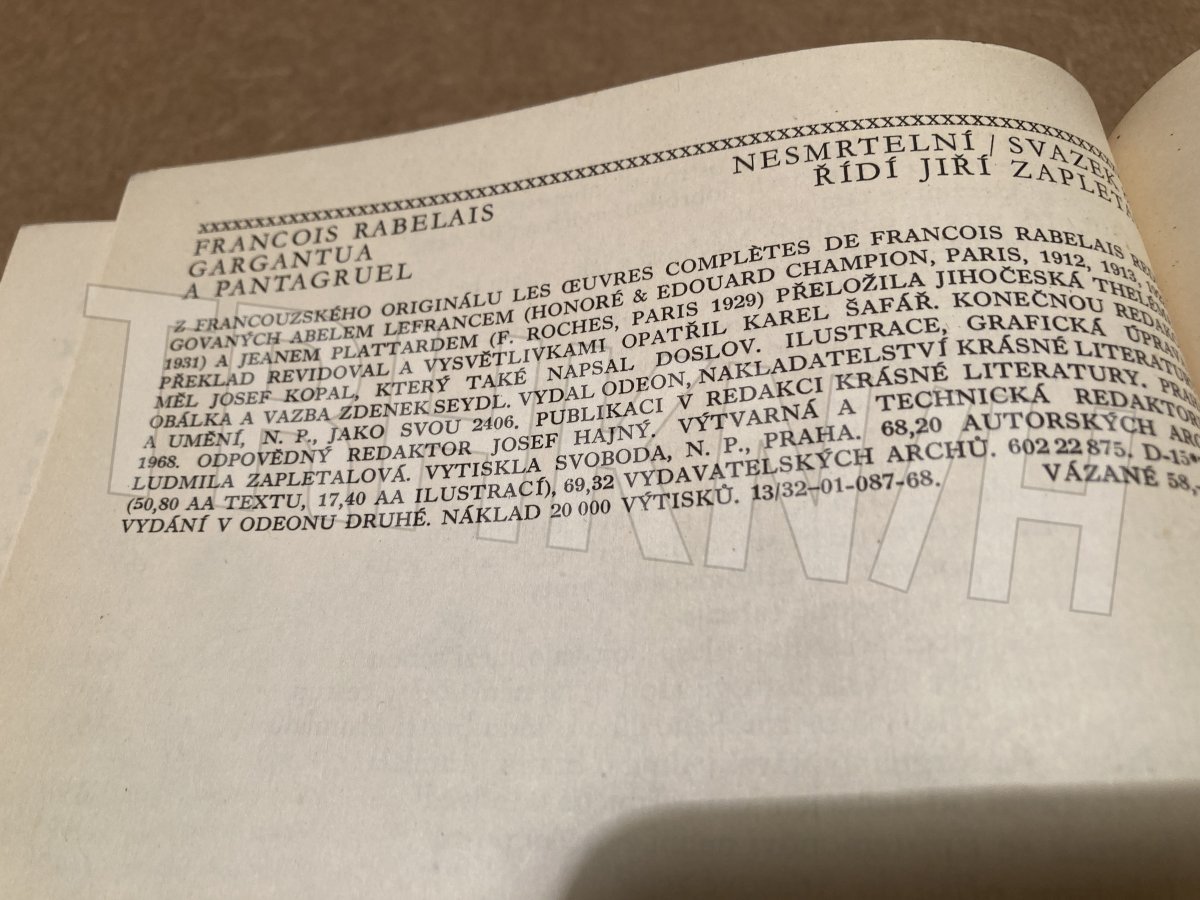 xxxxxxxxxxxxxxxxxxxxxxxxxxxxxxxxxxxxxxxxxxxxxxxxxxxxxxxxxxxxxxxxxxxxxxxxxxxxxxxx
NESMRTELNÍ / SVAZEK
ŘÍDÍ JIŘÍ
FRANCOIS RABELAIS
GARGANTUA
A PANTAGRUEL
Z FRANCOUZSKÉHO ORIGINÁLU LES ŒUVRES COMPLÈTES DE FRANCOIS RABELAIS
GOVANÝCH ABELEM LEFRANCEM (HONORÉ & EDOUARD CHAMPION, PARIS, 1912, 1913,
1931) A JEANEM PLATTARDEM (F. ROCHES, PARIS 1929) PŘELOŽILA JIHOČESKÁ
PŘEKLAD REVIDOVAL A VYSVĚTLIVKAMI OPATŘIL KAREL ŠAFÁŘ. KONEČNOU
MĚL JOSEF KOPAL, KTERÝ TAKÉ NAPSAL DOSLOV. ILUSTRACE, GRAFICKÁ
OBÁLKA A VAZBA ZDENEK SEYDL. VYDAL ODEON, NAKLADATELSTVÍ KRÁSNÉ
A UMĚNÍ, N. P., JAKO SVOU 2406. PUBLIKACI V REDAKCI KRÁSNÉ LITERATURY.
1968. ODPOVĚDNÝ REDAKTOR JOSEF HAJNÝ. VÝTVARNÁ A TECHNICKÁ
LUDMILA ZAPLETALOVÁ. VYTISKLA SVOBODA, N. P., PRAHA. 68,20 AUTORSKÝCH
(50,80 AA TEXTU, 17,40 AA ILUSTRACÍ), 69,32 VYDAVATELSKÝCH ARCHŮ. 602 22 875.
VYDÁNÍ V ODEONU DRUHÉ. NÁKLAD 20 000 VÝTISKŮ. 13/32–01–087–68. VÁZANÉ 58,–